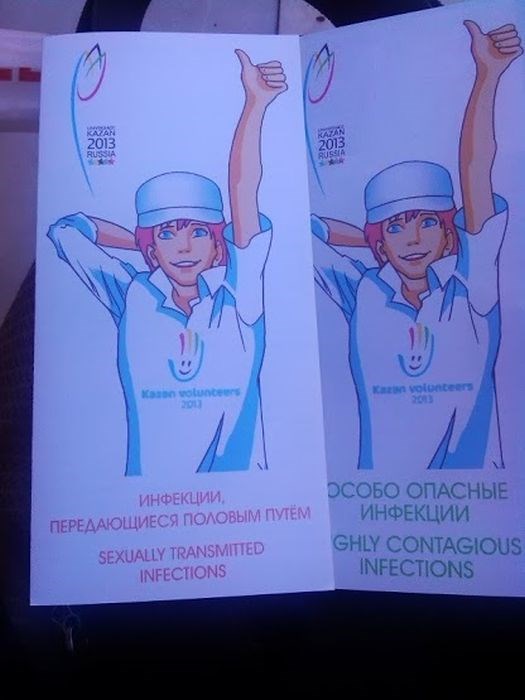 UNIVERSIADE
KAZAN
2013
RUSSIA
Kazan volunteers
2013
ИНФЕКЦИИ,
ПЕРЕДАЮЩИЕСЯ ПОЛОВЫМ ПУТЁМ
SEXUALLY TRANSMITTED
INFECTIONS
UNIVERSIADE
KAZAN
2013
RUSSIA
Kazan volunteers
2013
ОСОБО ОПАСНЫЕ
ИНФЕКЦИИ
GHLY CONTAGIOUS
INFECTIONS